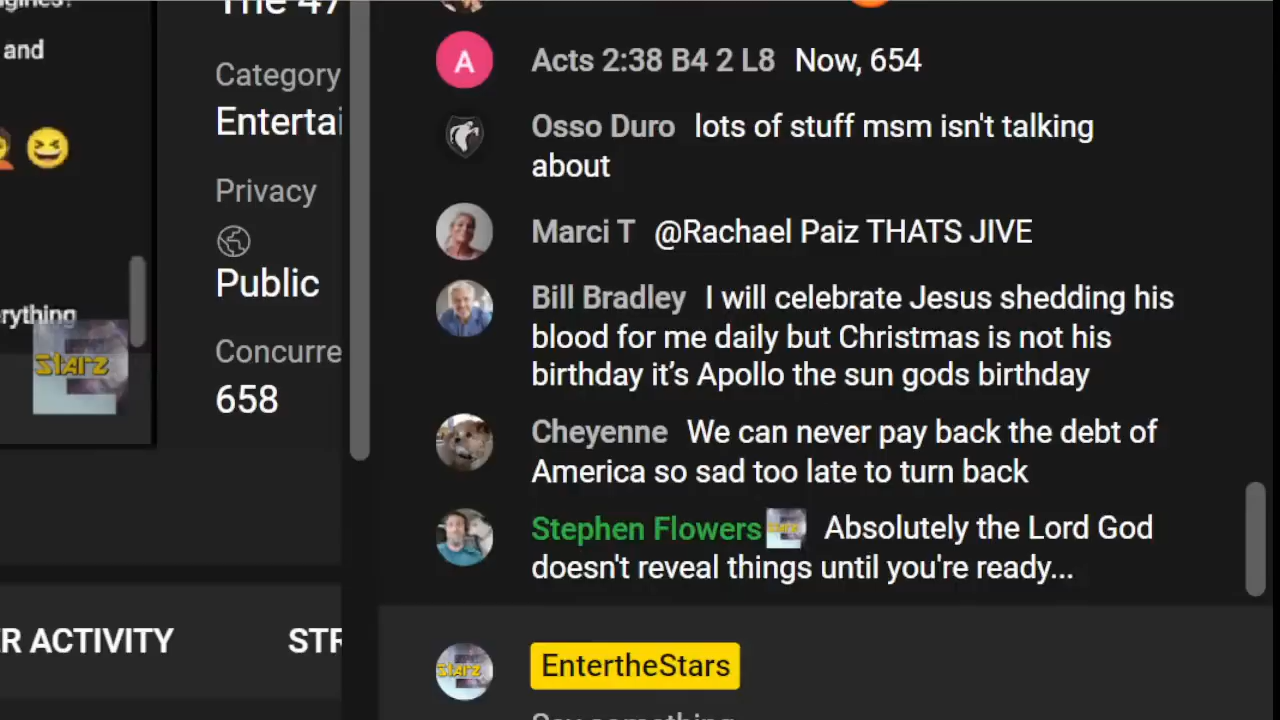 and
rything
Starz
The 47
Category
Entertai
Privacy
Public
Concurre
658
R ACTIVITY
STR
A Acts 2:38 B4 2 L8 Now, 654
Osso Duro lots of stuff msm isn't talking
about
Marci T @Rachael Paiz THATS JIVE
Bill Bradley I will celebrate Jesus shedding his
blood for me daily but Christmas is not his
birthday it’s Apollo the sun gods birthday
Cheyenne We can never pay back the debt of
America so sad too late to turn back
Stephen Flowers Absolutely the Lord God
doesn't reveal things until you're ready...
Starz EntertheStars